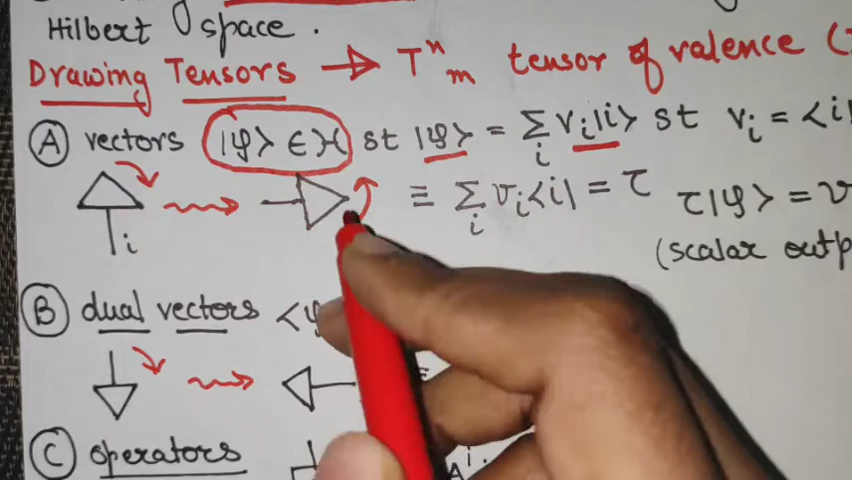 Hilbert space.
Drawing Tensors → Tⁿₘ tensor of valence (
Ⓐ vectors |φ> ∈ H st |φ> = Σᵢ vᵢ|i> st vᵢ = <i|
i ≡ Σᵢ vᵢ<i| = τ τ|φ> = v
(scalar outp
Ⓑ dual vectors <φ
Ⓒ operators